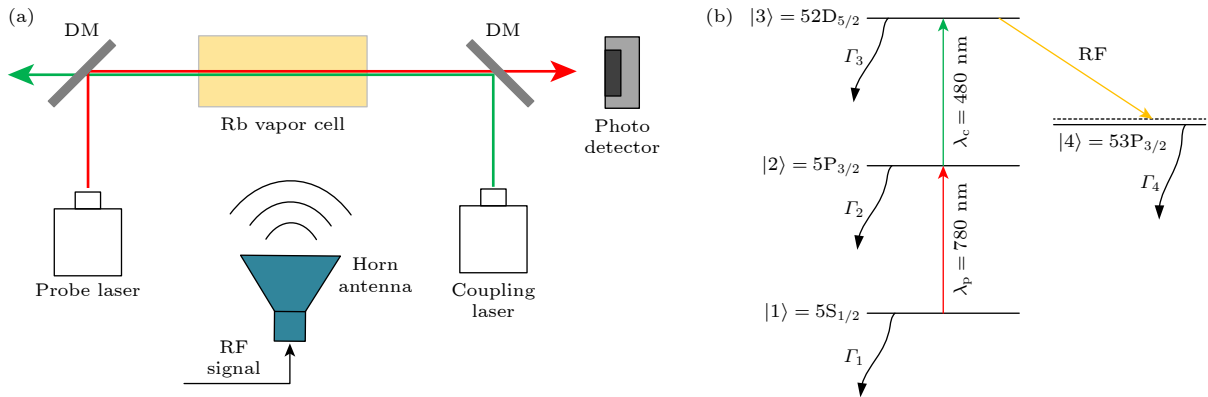 (a)
DM
DM
Rb vapor cell
Photo
detector
Probe laser
Horn
antenna
Coupling
laser
RF
signal
(b)
|3⟩ = 52D₅/₂
Γ₃
RF
λc = 480 nm
|4⟩ = 53P₃/₂
Γ₄
|2⟩ = 5P₃/₂
Γ₂
λp = 780 nm
|1⟩ = 5S₁/₂
Γ₁